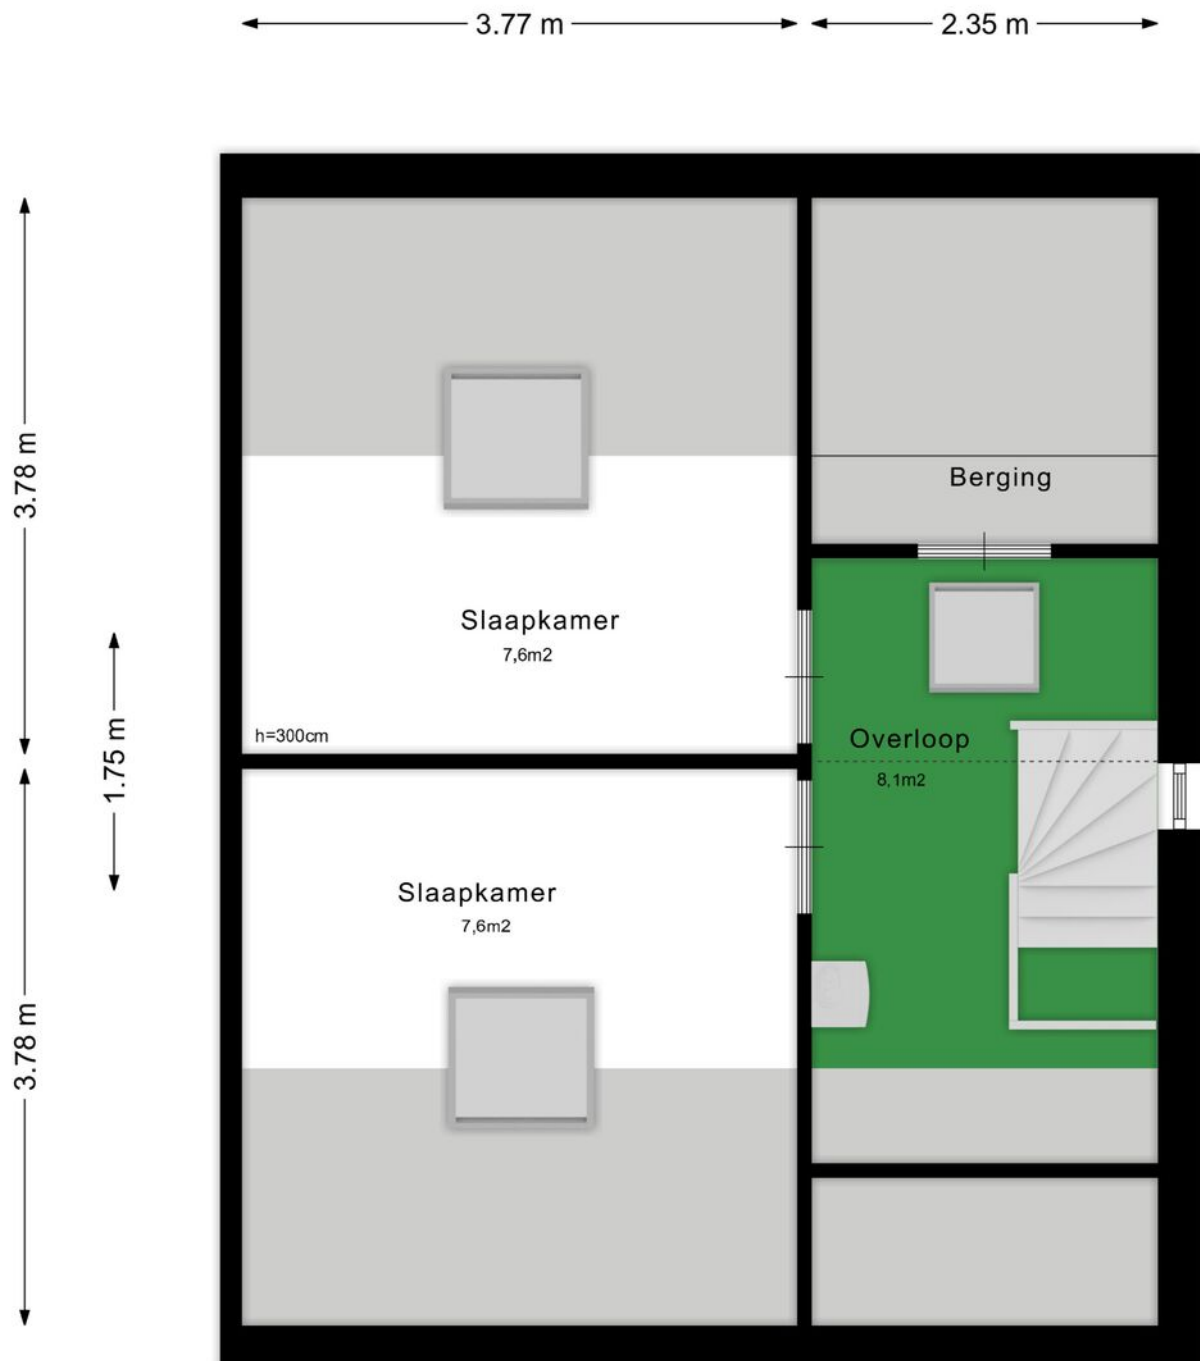 3.77 m
2.35 m
3.78 m
Berging
Slaapkamer
7,6m2
h=300cm
Overloop
8,1m2
1.75 m
Slaapkamer
7,6m2
3.78 m